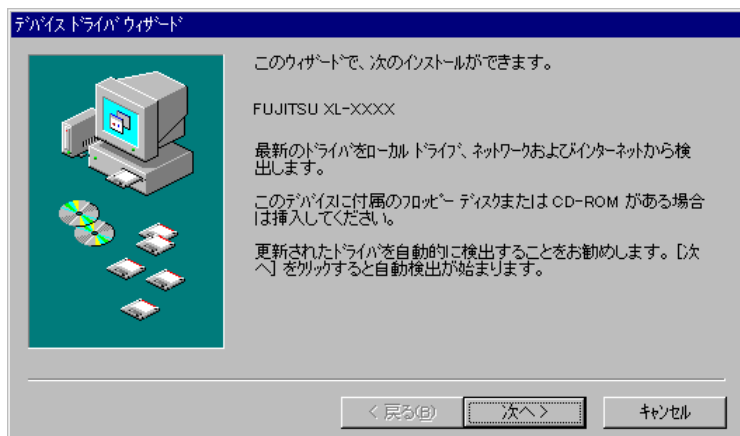 ﾃﾞﾊﾞｲｽ ﾄﾞﾗｲﾊﾞ ｳｨｻﾞｰﾄﾞ
このｳｨｻﾞｰﾄﾞで、次のｲﾝｽﾄｰﾙができます。
FUJITSU XL-XXXX
最新のﾄﾞﾗｲﾊﾞをﾛｰｶﾙ ﾄﾞﾗｲﾌﾞ、ﾈｯﾄﾜｰｸおよびｲﾝﾀｰﾈｯﾄから検
出します。
このﾃﾞﾊﾞｲｽに付属のﾌﾛｯﾋﾟｰ ﾃﾞｨｽｸまたは CD-ROM がある場合
は挿入してください。
更新されたﾄﾞﾗｲﾊﾞを自動的に検出することをお勧めします。[次
へ] をｸﾘｯｸすると自動検出が始まります。
< 戻る(B)
次へ >
ｷｬﾝｾﾙ